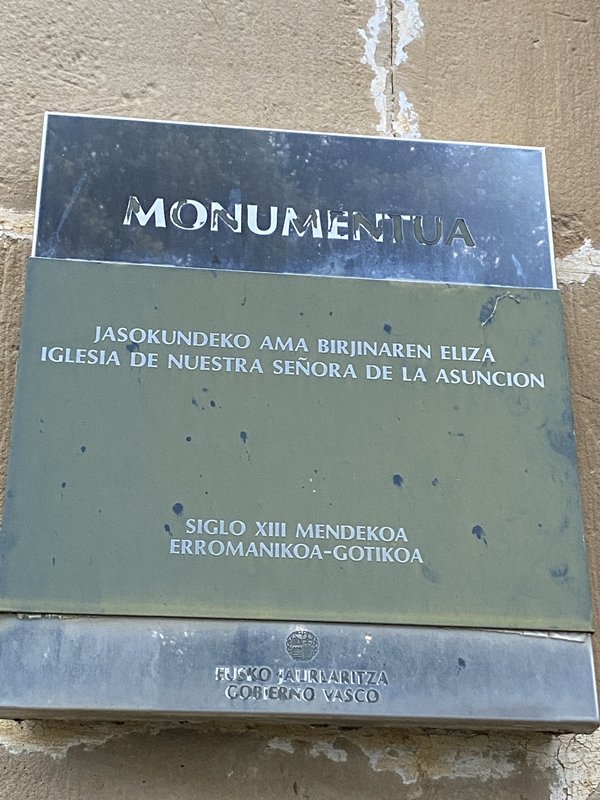 MONUMENTUA
JASOKUNDEKO AMA BIRJINAREN ELIZA
IGLESIA DE NUESTRA SEÑORA DE LA ASUNCION
SIGLO XIII MENDEKOA
ERROMANIKOA-GOTIKOA
EUSKO JAURLARITZA
GOBIERNO VASCO